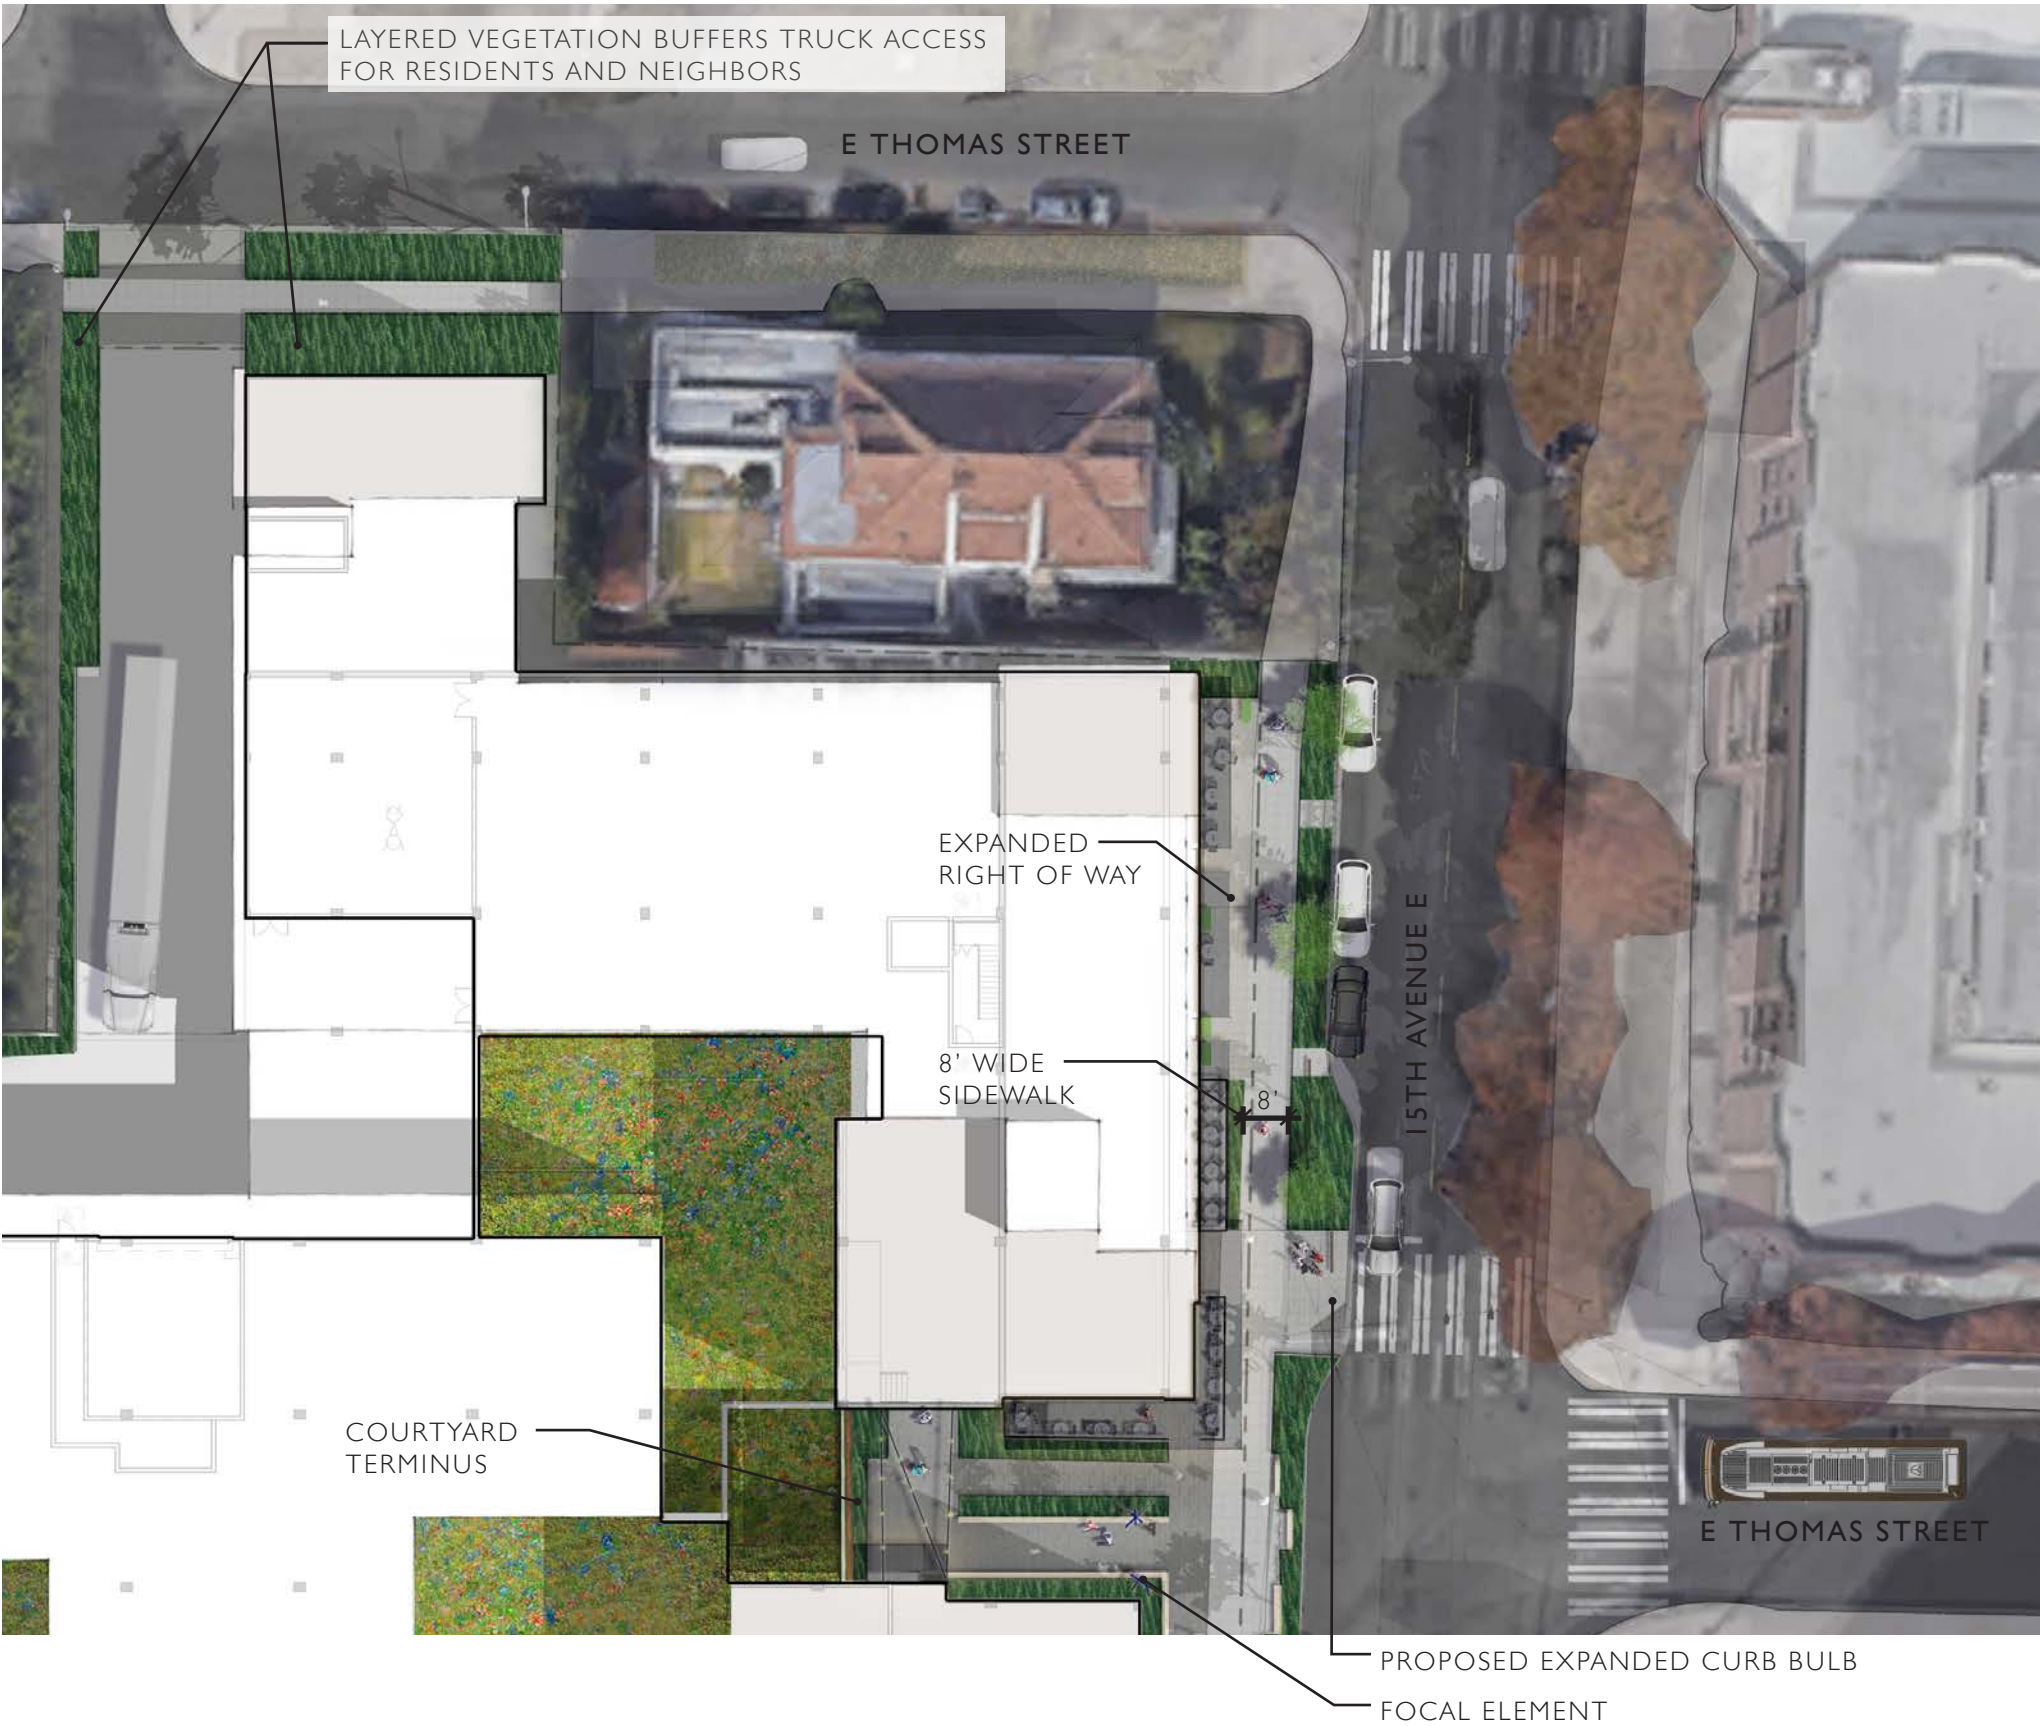 LAYERED VEGETATION BUFFERS TRUCK ACCESS
FOR RESIDENTS AND NEIGHBORS
E THOMAS STREET
EXPANDED
RIGHT OF WAY
8' WIDE
SIDEWALK
8'
15TH AVENUE E
COURTYARD
TERMINUS
E THOMAS STREET
PROPOSED EXPANDED CURB BULB
FOCAL ELEMENT